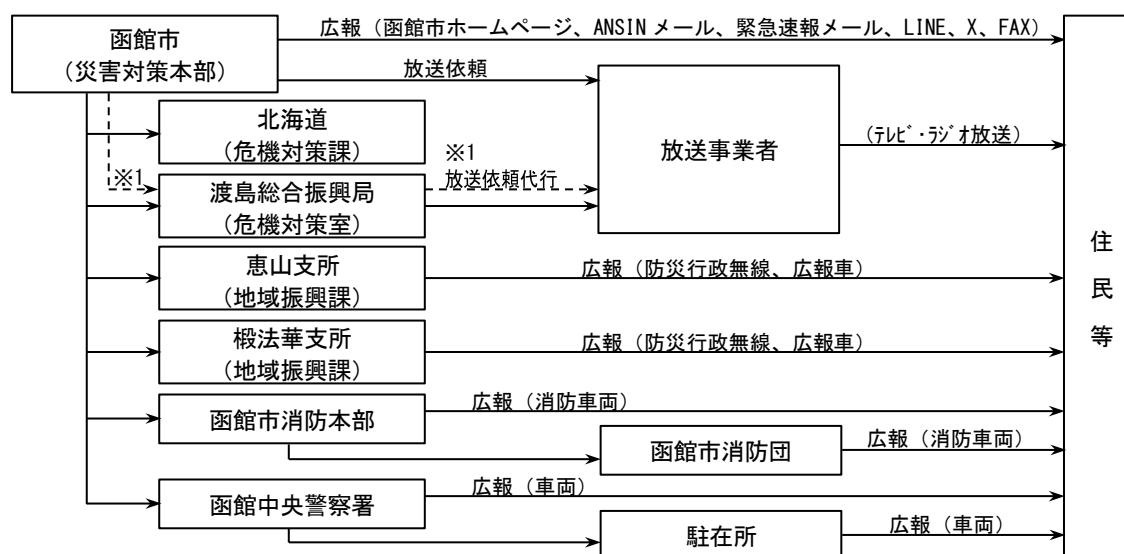 函館市
(災害対策本部)
広報(函館市ホームページ、ANSINメール、緊急速報メール、LINE、X、FAX)
放送依頼
北海道
(危機対策課)
放送事業者
(ﾃﾚﾋﾞ・ﾗｼﾞｵ放送)
※1
※1
放送依頼代行
渡島総合振興局
(危機対策室)
恵山支所
(地域振興課)
広報(防災行政無線、広報車)
椴法華支所
(地域振興課)
広報(防災行政無線、広報車)
函館市消防本部
広報(消防車両)
函館市消防団
広報(消防車両)
函館中央警察署
広報(車両)
駐在所
広報(車両)
住
民
等